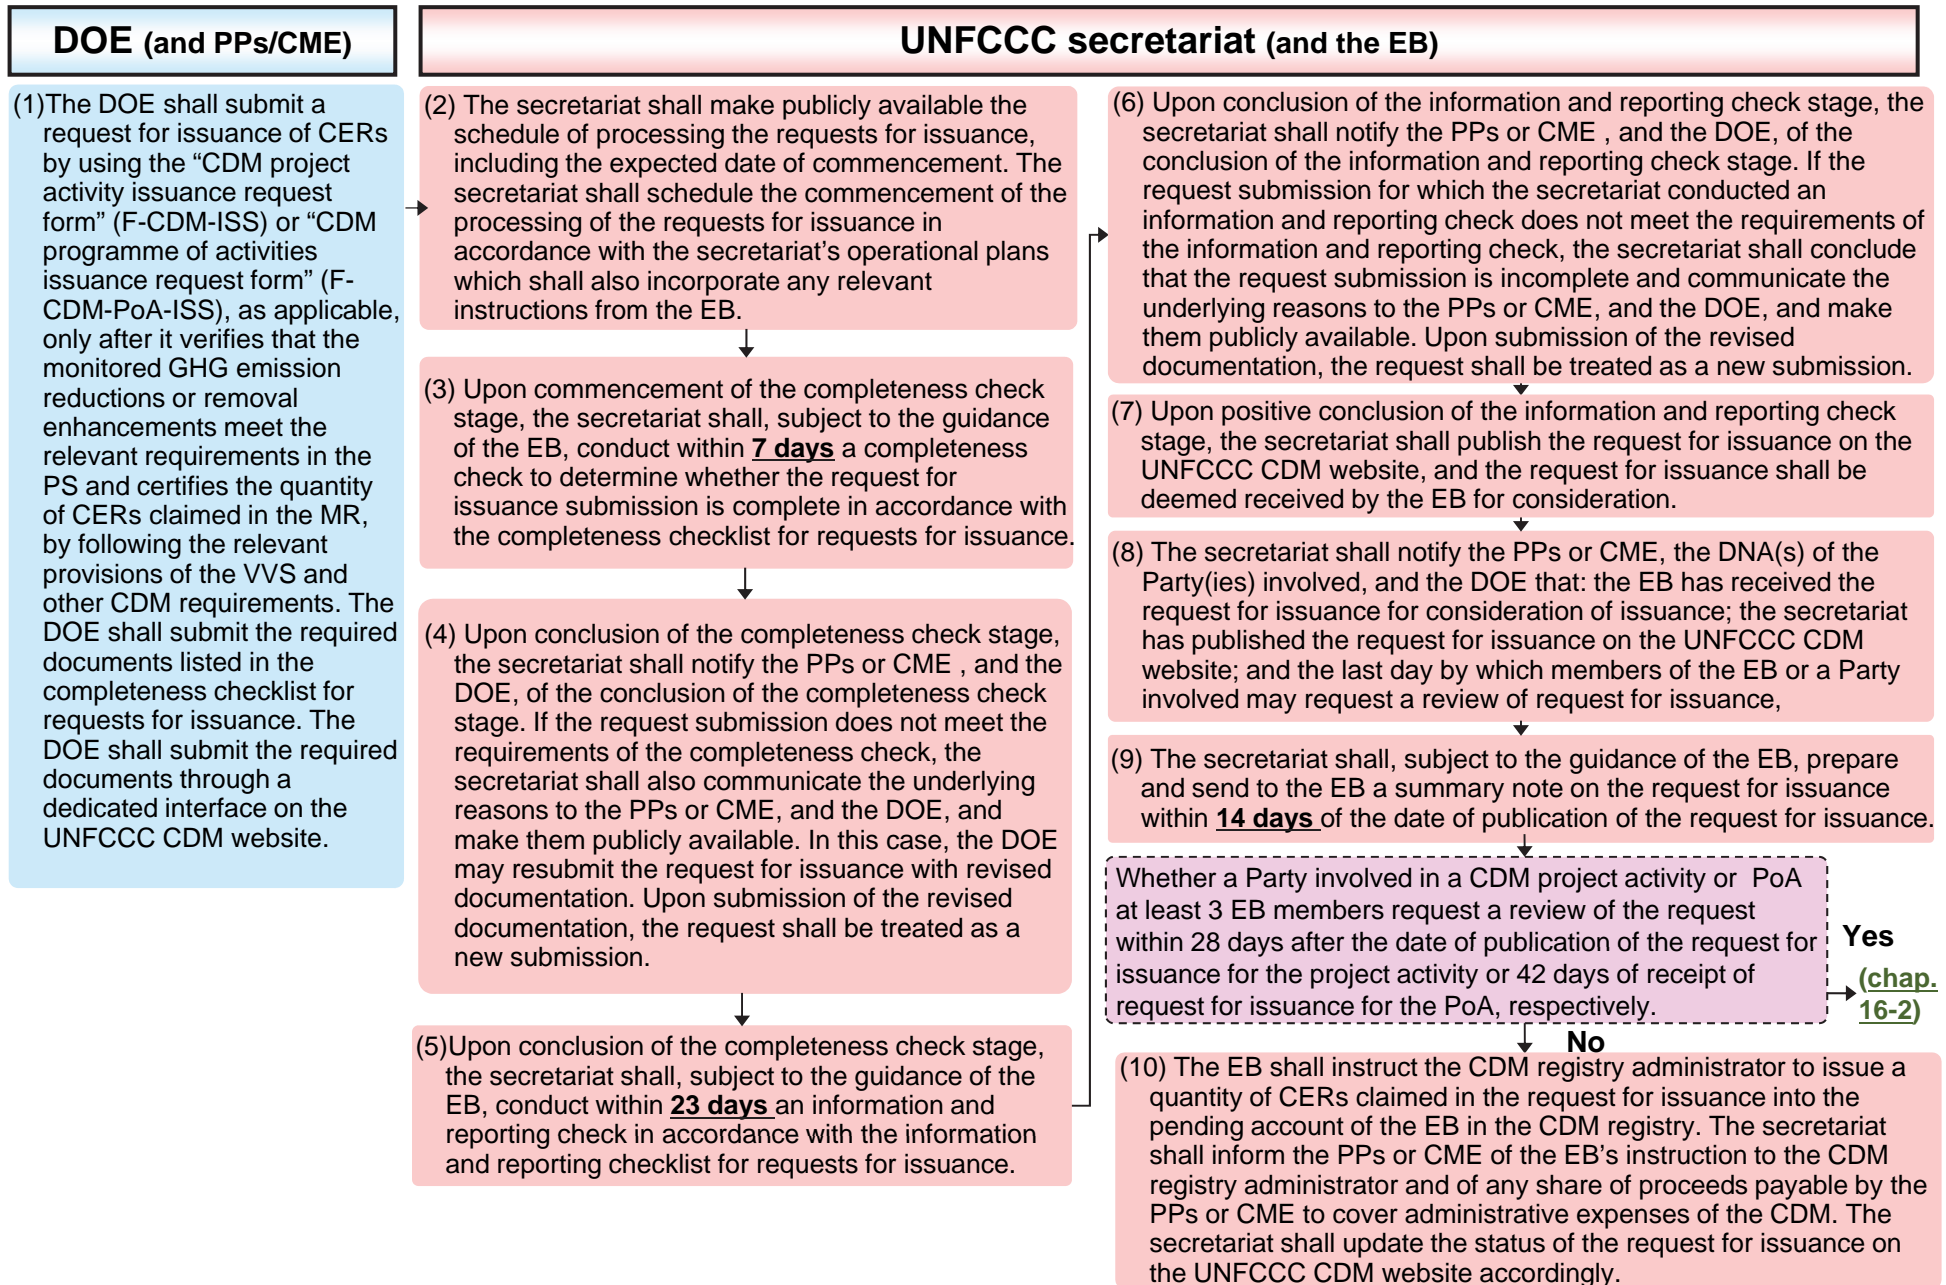 DOE (and PPs/CME)
UNFCCC secretariat (and the EB)
(1)The DOE shall submit a
request for issuance of CERs
by using the “CDM project
activity issuance request
form” (F-CDM-ISS) or “CDM
programme of activities
issuance request form” (F-
CDM-PoA-ISS), as applicable,
only after it verifies that the
monitored GHG emission
reductions or removal
enhancements meet the
relevant requirements in the
PS and certifies the quantity
of CERs claimed in the MR,
by following the relevant
provisions of the VVS and
other CDM requirements. The
DOE shall submit the required
documents listed in the
completeness checklist for
requests for issuance. The
DOE shall submit the required
documents through a
dedicated interface on the
UNFCCC CDM website.
(2) The secretariat shall make publicly available the
schedule of processing the requests for issuance,
including the expected date of commencement. The
secretariat shall schedule the commencement of the
processing of the requests for issuance in
accordance with the secretariat’s operational plans
which shall also incorporate any relevant
instructions from the EB.
(3) Upon commencement of the completeness check
stage, the secretariat shall, subject to the guidance
of the EB, conduct within 7 days a completeness
check to determine whether the request for
issuance submission is complete in accordance with
the completeness checklist for requests for issuance.
(4) Upon conclusion of the completeness check stage,
the secretariat shall notify the PPs or CME , and the
DOE, of the conclusion of the completeness check
stage. If the request submission does not meet the
requirements of the completeness check, the
secretariat shall also communicate the underlying
reasons to the PPs or CME, and the DOE, and
make them publicly available. In this case, the DOE
may resubmit the request for issuance with revised
documentation. Upon submission of the revised
documentation, the request shall be treated as a
new submission.
(5)Upon conclusion of the completeness check stage,
the secretariat shall, subject to the guidance of the
EB, conduct within 23 days an information and
reporting check in accordance with the information
and reporting checklist for requests for issuance.
(6) Upon conclusion of the information and reporting check stage, the
secretariat shall notify the PPs or CME , and the DOE, of the
conclusion of the information and reporting check stage. If the
request submission for which the secretariat conducted an
information and reporting check does not meet the requirements of
the information and reporting check, the secretariat shall conclude
that the request submission is incomplete and communicate the
underlying reasons to the PPs or CME, and the DOE, and make
them publicly available. Upon submission of the revised
documentation, the request shall be treated as a new submission.
(7) Upon positive conclusion of the information and reporting check
stage, the secretariat shall publish the request for issuance on the
UNFCCC CDM website, and the request for issuance shall be
deemed received by the EB for consideration.
(8) The secretariat shall notify the PPs or CME, the DNA(s) of the
Party(ies) involved, and the DOE that: the EB has received the
request for issuance for consideration of issuance; the secretariat
has published the request for issuance on the UNFCCC CDM
website; and the last day by which members of the EB or a Party
involved may request a review of request for issuance,
(9) The secretariat shall, subject to the guidance of the EB, prepare
and send to the EB a summary note on the request for issuance
within 14 days of the date of publication of the request for issuance.
Whether a Party involved in a CDM project activity or PoA
at least 3 EB members request a review of the request
within 28 days after the date of publication of the request for
issuance for the project activity or 42 days of receipt of
request for issuance for the PoA, respectively.
Yes
(chap.
16-2)
No
(10) The EB shall instruct the CDM registry administrator to issue a
quantity of CERs claimed in the request for issuance into the
pending account of the EB in the CDM registry. The secretariat
shall inform the PPs or CME of the EB’s instruction to the CDM
registry administrator and of any share of proceeds payable by the
PPs or CME to cover administrative expenses of the CDM. The
secretariat shall update the status of the request for issuance on
the UNFCCC CDM website accordingly.